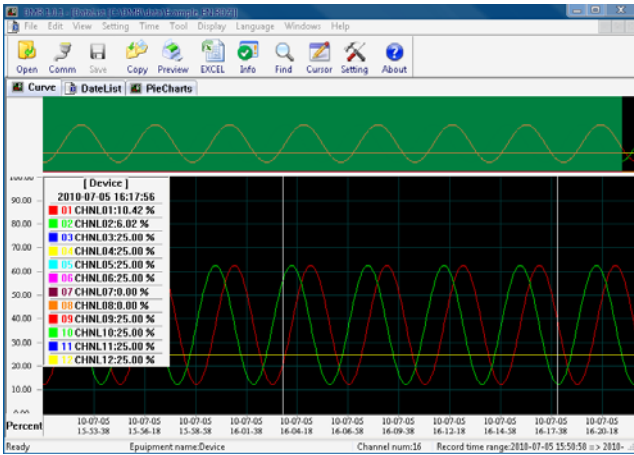 File Edit View Setting Time Tool Display Language Windows Help
Open Comm Save Copy Preview EXCEL Info Find Cursor Setting About
Curve DateList PieCharts
[ Device ]
2010-07-05 16:17:56
01 CHNL01:10.42 %
02 CHNL02:6.02 %
03 CHNL03:25.00 %
04 CHNL04:25.00 %
05 CHNL05:25.00 %
06 CHNL06:25.00 %
07 CHNL07:0.00 %
08 CHNL08:0.00 %
09 CHNL09:25.00 %
10 CHNL10:25.00 %
11 CHNL11:25.00 %
12 CHNL12:25.00 %
90.00
80.00
70.00
60.00
50.00
40.00
30.00
20.00
10.00
Percent
10-07-05 10-07-05 10-07-05 10-07-05 10-07-05 10-07-05 10-07-05 10-07-05 10-07-05 10-07-05
15-53-38 15-56-18 15-58-38 16-01-38 16-04-18 16-06-58 16-09-38 16-12-18 16-14-58 16-17-38 16-20-18
Ready Epuipment name:Device Channel num:16 Record time range:2010-07-05 15:50:58 => 2010-